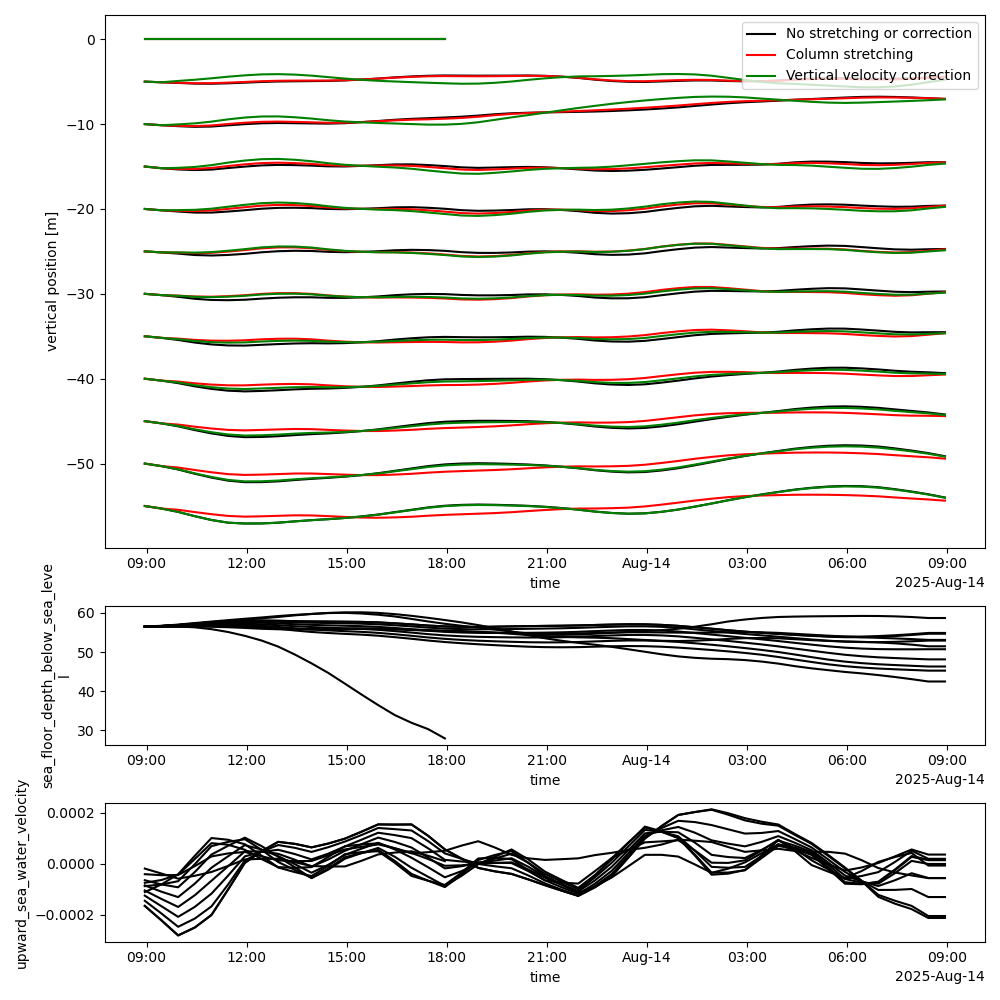 0
−10
−20
−30
−40
−50
vertical position [m]
No stretching or correction
Column stretching
Vertical velocity correction
09:00
12:00
15:00
18:00
21:00
Aug-14
03:00
06:00
09:00
time
2025-Aug-14
60
50
40
30
sea_floor_depth_below_sea_leve
l
09:00
12:00
15:00
18:00
21:00
Aug-14
03:00
06:00
09:00
time
2025-Aug-14
0.0002
0.0000
−0.0002
upward_sea_water_velocity
09:00
12:00
15:00
18:00
21:00
Aug-14
03:00
06:00
09:00
time
2025-Aug-14